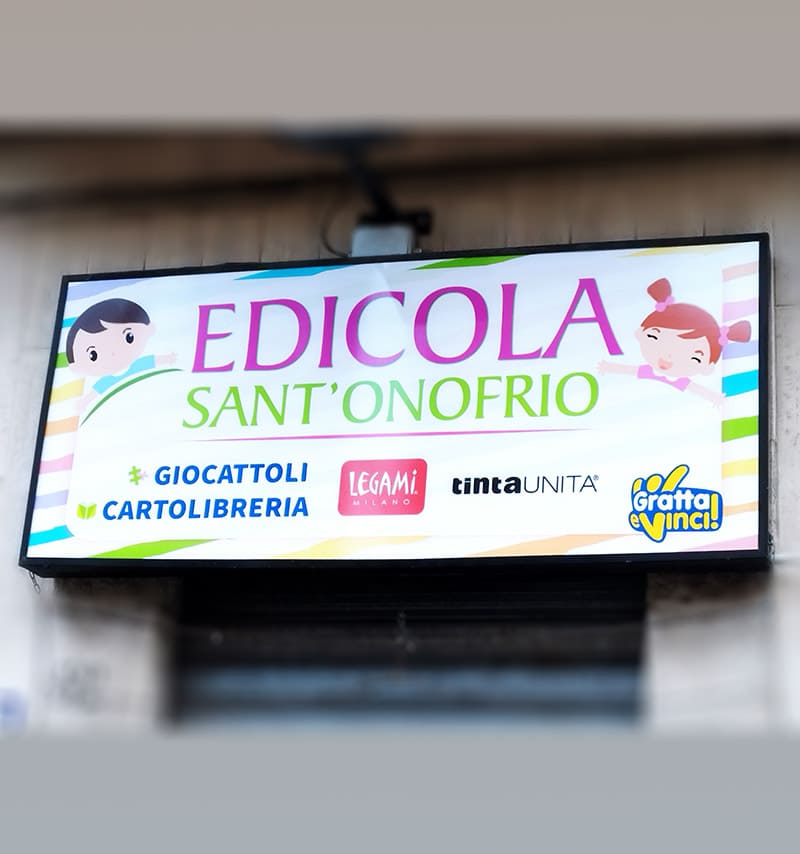 EDICOLA
SANT'ONOFRIO
GIOCATTOLI
CARTOLIBRERIA
LEGAMI
MILANO
tintaUNITA®
Gratta
e Vinci!